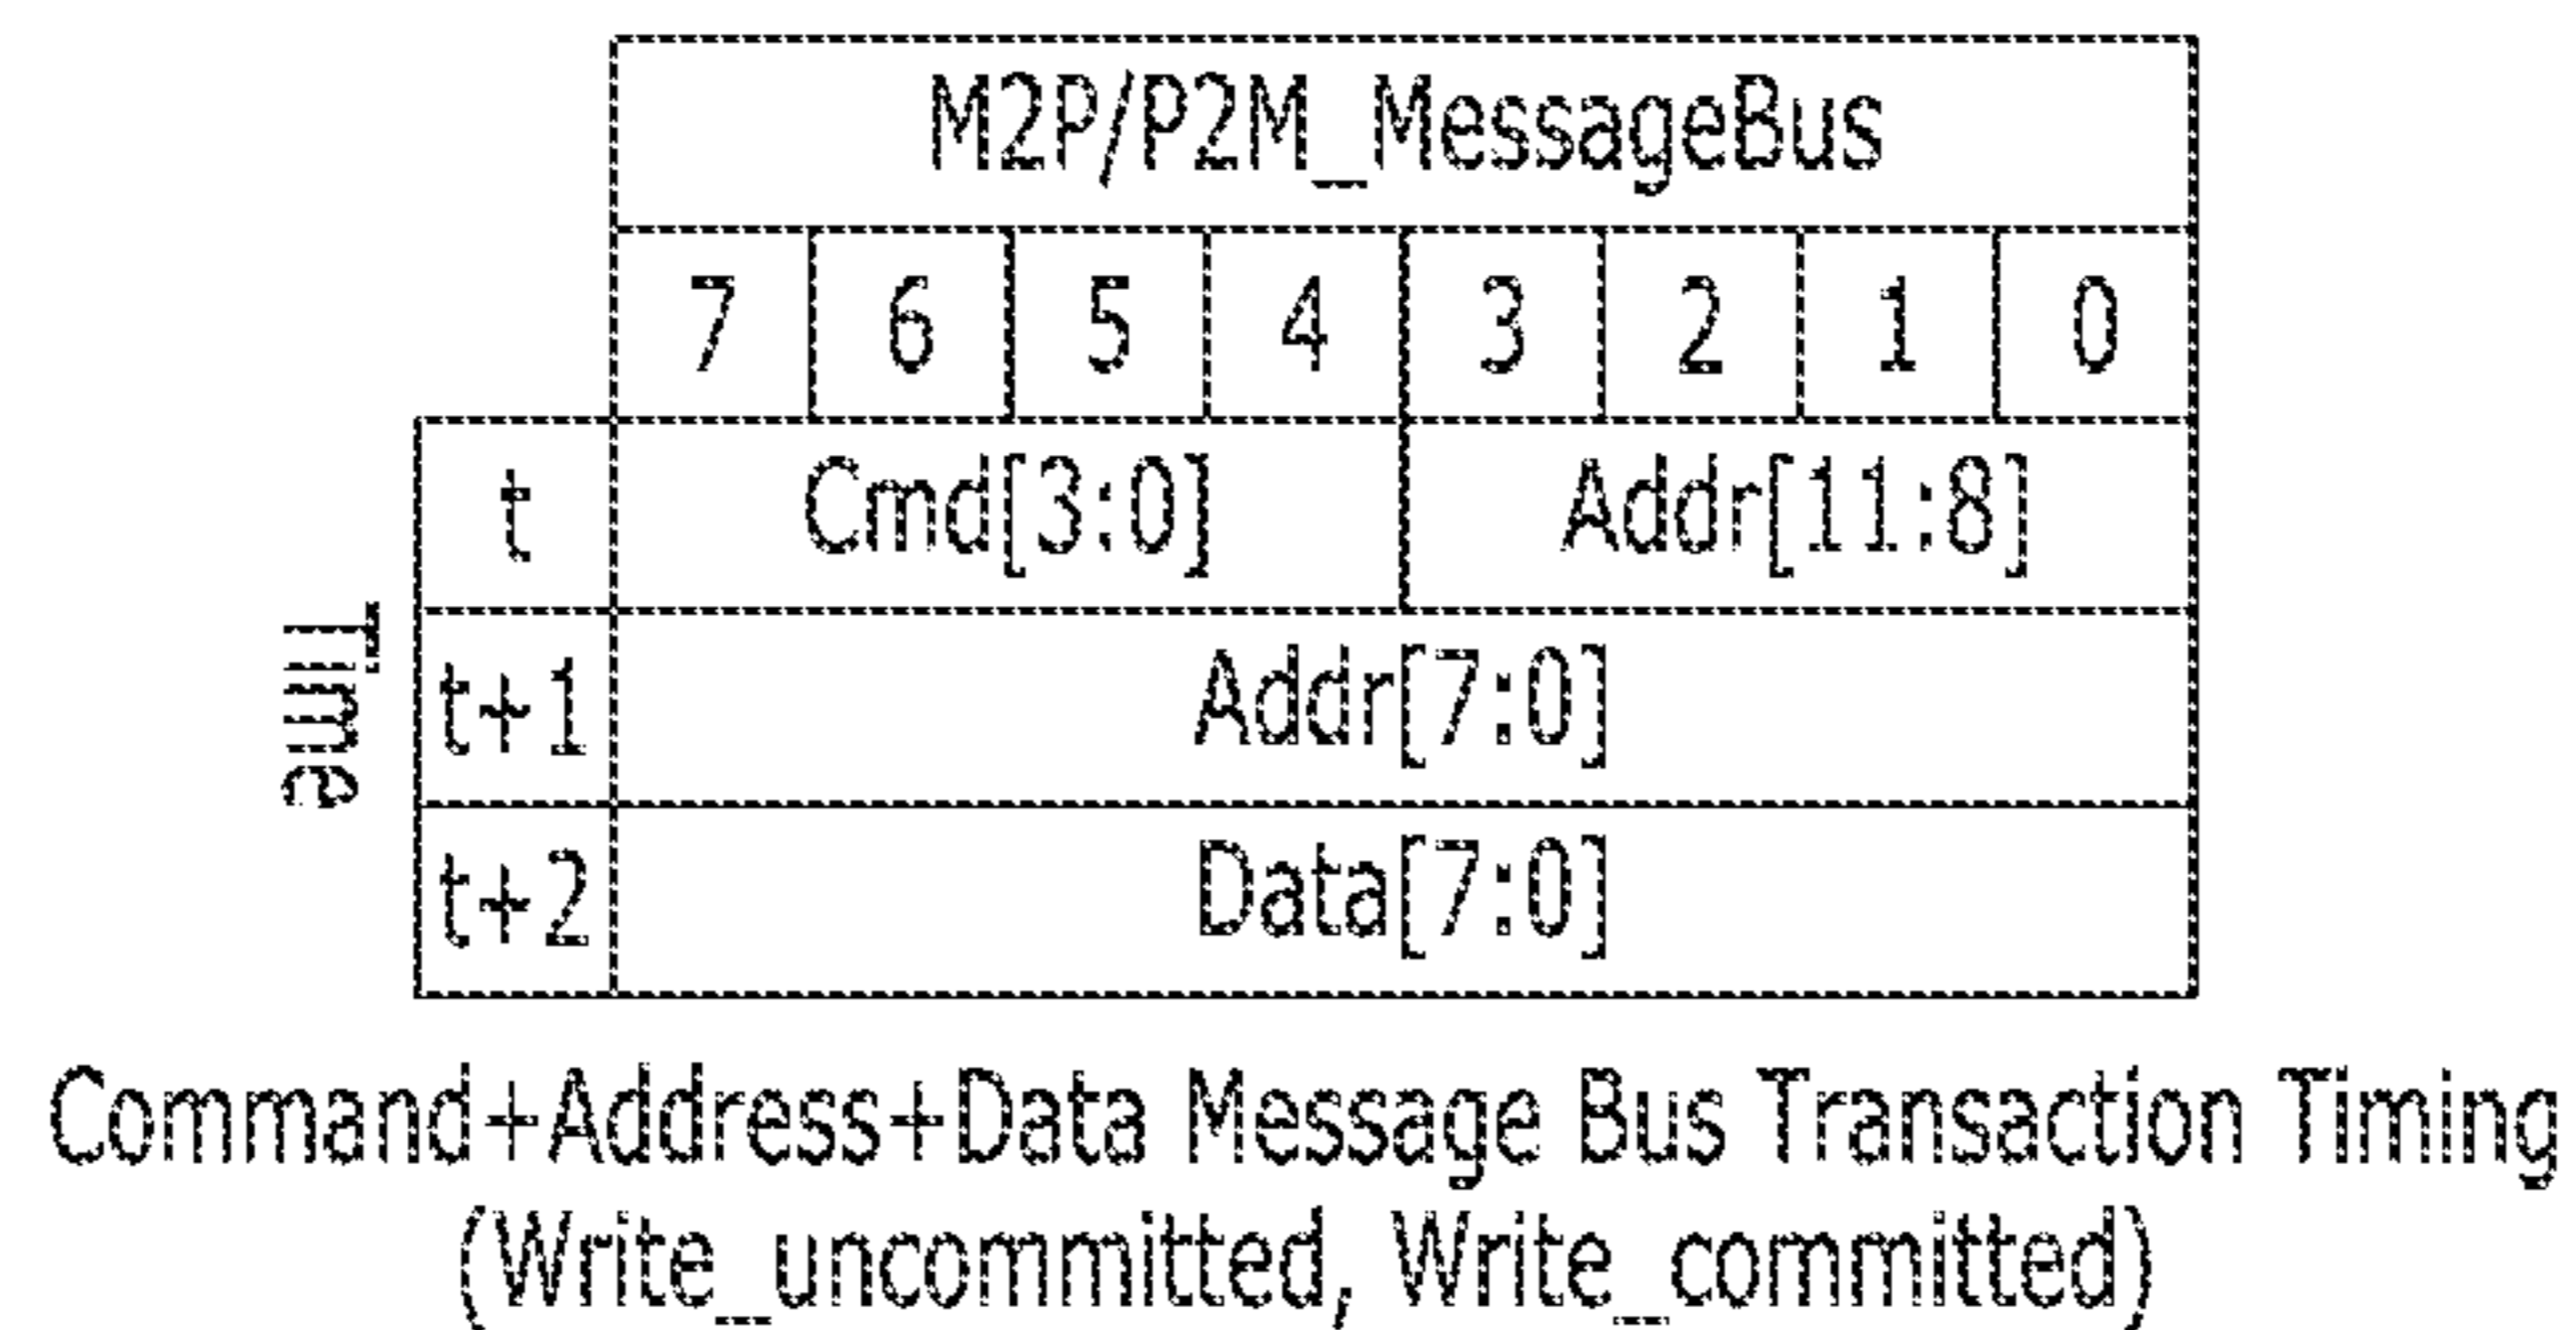 M2P/P2M_MessageBus
7 6 5 4 3 2 1 0
t Cmd[3:0] Addr[11:8]
Time
t+1 Addr[7:0]
t+2 Data[7:0]
Command+Address+Data Message Bus Transaction Timing
(Write_uncommitted, Write_committed)